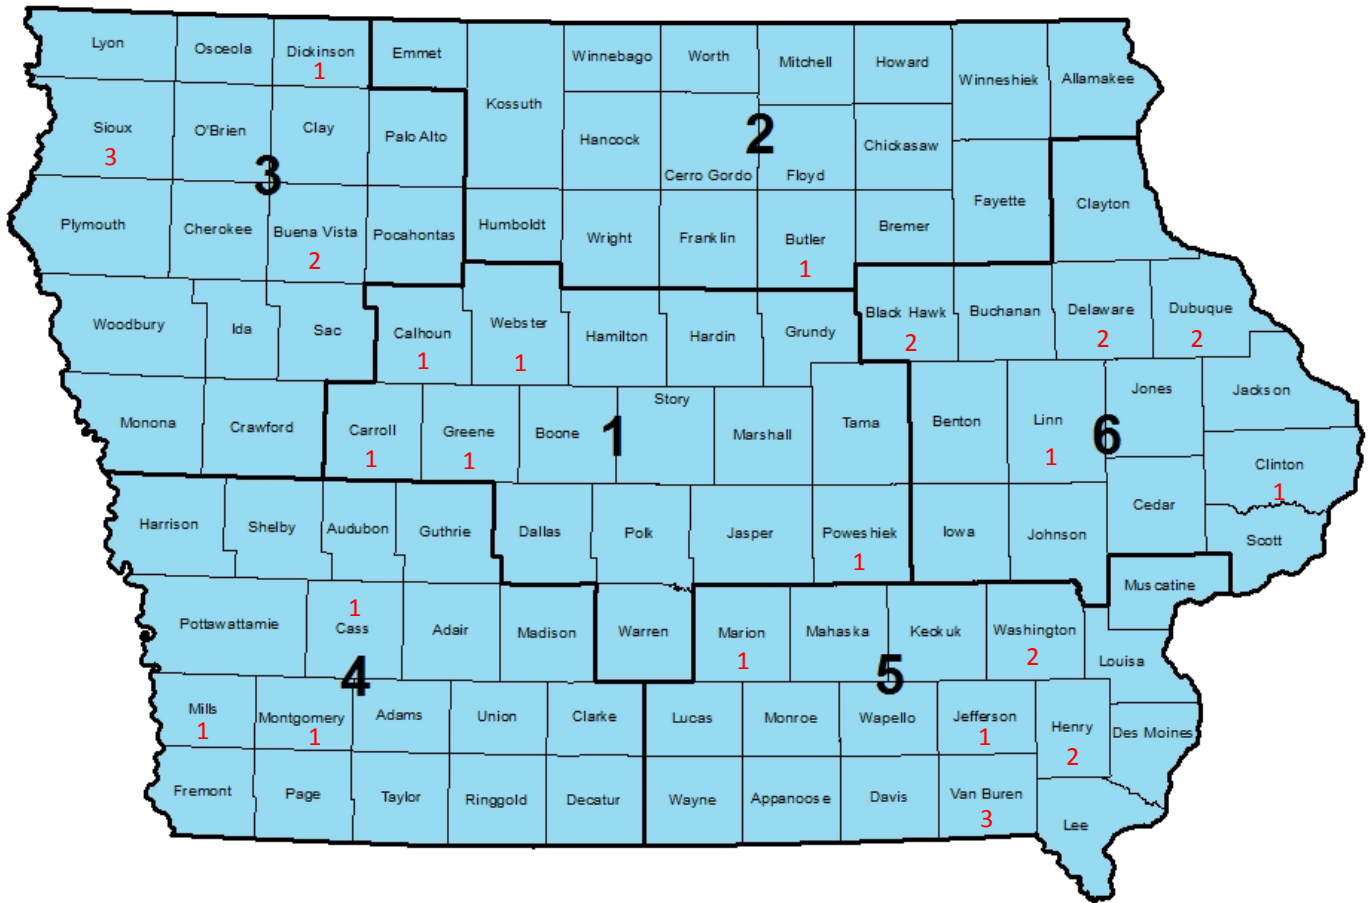 Lyon
Osceola
Dickinson
1
Emmet
Kossuth
Winnebago
Worth
Mitchell
Howard
Winneshiek
Allamakee
Sioux
3
O'Brien
Clay
Palo Alto
3
Hancock
Cerro Gordo
2
Floyd
Chickasaw
Fayette
Clayton
Plymouth
Cherokee
Buena Vista
2
Pocahontas
Humboldt
Wright
Franklin
Butler
1
Bremer
Woodbury
Ida
Sac
Calhoun
1
Webster
1
Hamilton
Hardin
Grundy
Black Hawk
2
Buchanan
Delaware
2
Dubuque
2
Monona
Crawford
Carroll
1
Greene
1
Boone
1
Story
Marshall
Tama
Benton
Linn
1
6
Jones
Jackson
Clinton
1
Harrison
Shelby
Audubon
Guthrie
Dallas
Polk
Jasper
Poweshiek
1
Iowa
Johnson
Cedar
Scott
Muscatine
Pottawattamie
1
Cass
Adair
Madison
Warren
Marion
1
Mahaska
Keokuk
Washington
2
Louisa
4
5
Mills
1
Montgomery
1
Adams
Union
Clarke
Lucas
Monroe
Wapello
Jefferson
1
Henry
2
Des Moines
Fremont
Page
Taylor
Ringgold
Decatur
Wayne
Appanoose
Davis
Van Buren
3
Lee